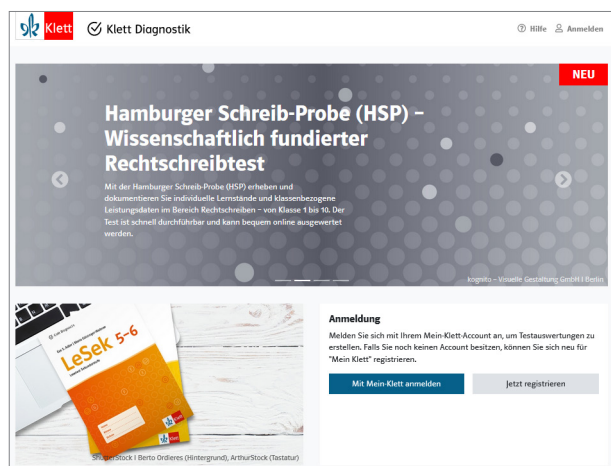 Klett
Klett Diagnostik
Hilfe
Anmelden
NEU
Hamburger Schreib-Probe (HSP) –
Wissenschaftlich fundierter
Rechtschreibtest
Mit der Hamburger Schreib-Probe (HSP) erheben und
dokumentieren Sie individuelle Lernstände und klassenbezogene
Leistungsdaten im Bereich Rechtschreiben – von Klasse 1 bis 10. Der
Test ist schnell durchführbar und kann bequem online ausgewertet
werden.
kognito – Visuelle Gestaltung GmbH I Berlin
LeSek 5–6
Klett
Klett
ShutterStock I Berto Ordieres (Hintergrund), ArthurStock (Tastatur)
Anmeldung
Melden Sie sich mit Ihrem Mein-Klett-Account an, um Testauswertungen zu
erstellen. Falls Sie noch keinen Account besitzen, können Sie sich neu für
"Mein Klett" registrieren.
Mit Mein-Klett anmelden
Jetzt registrieren